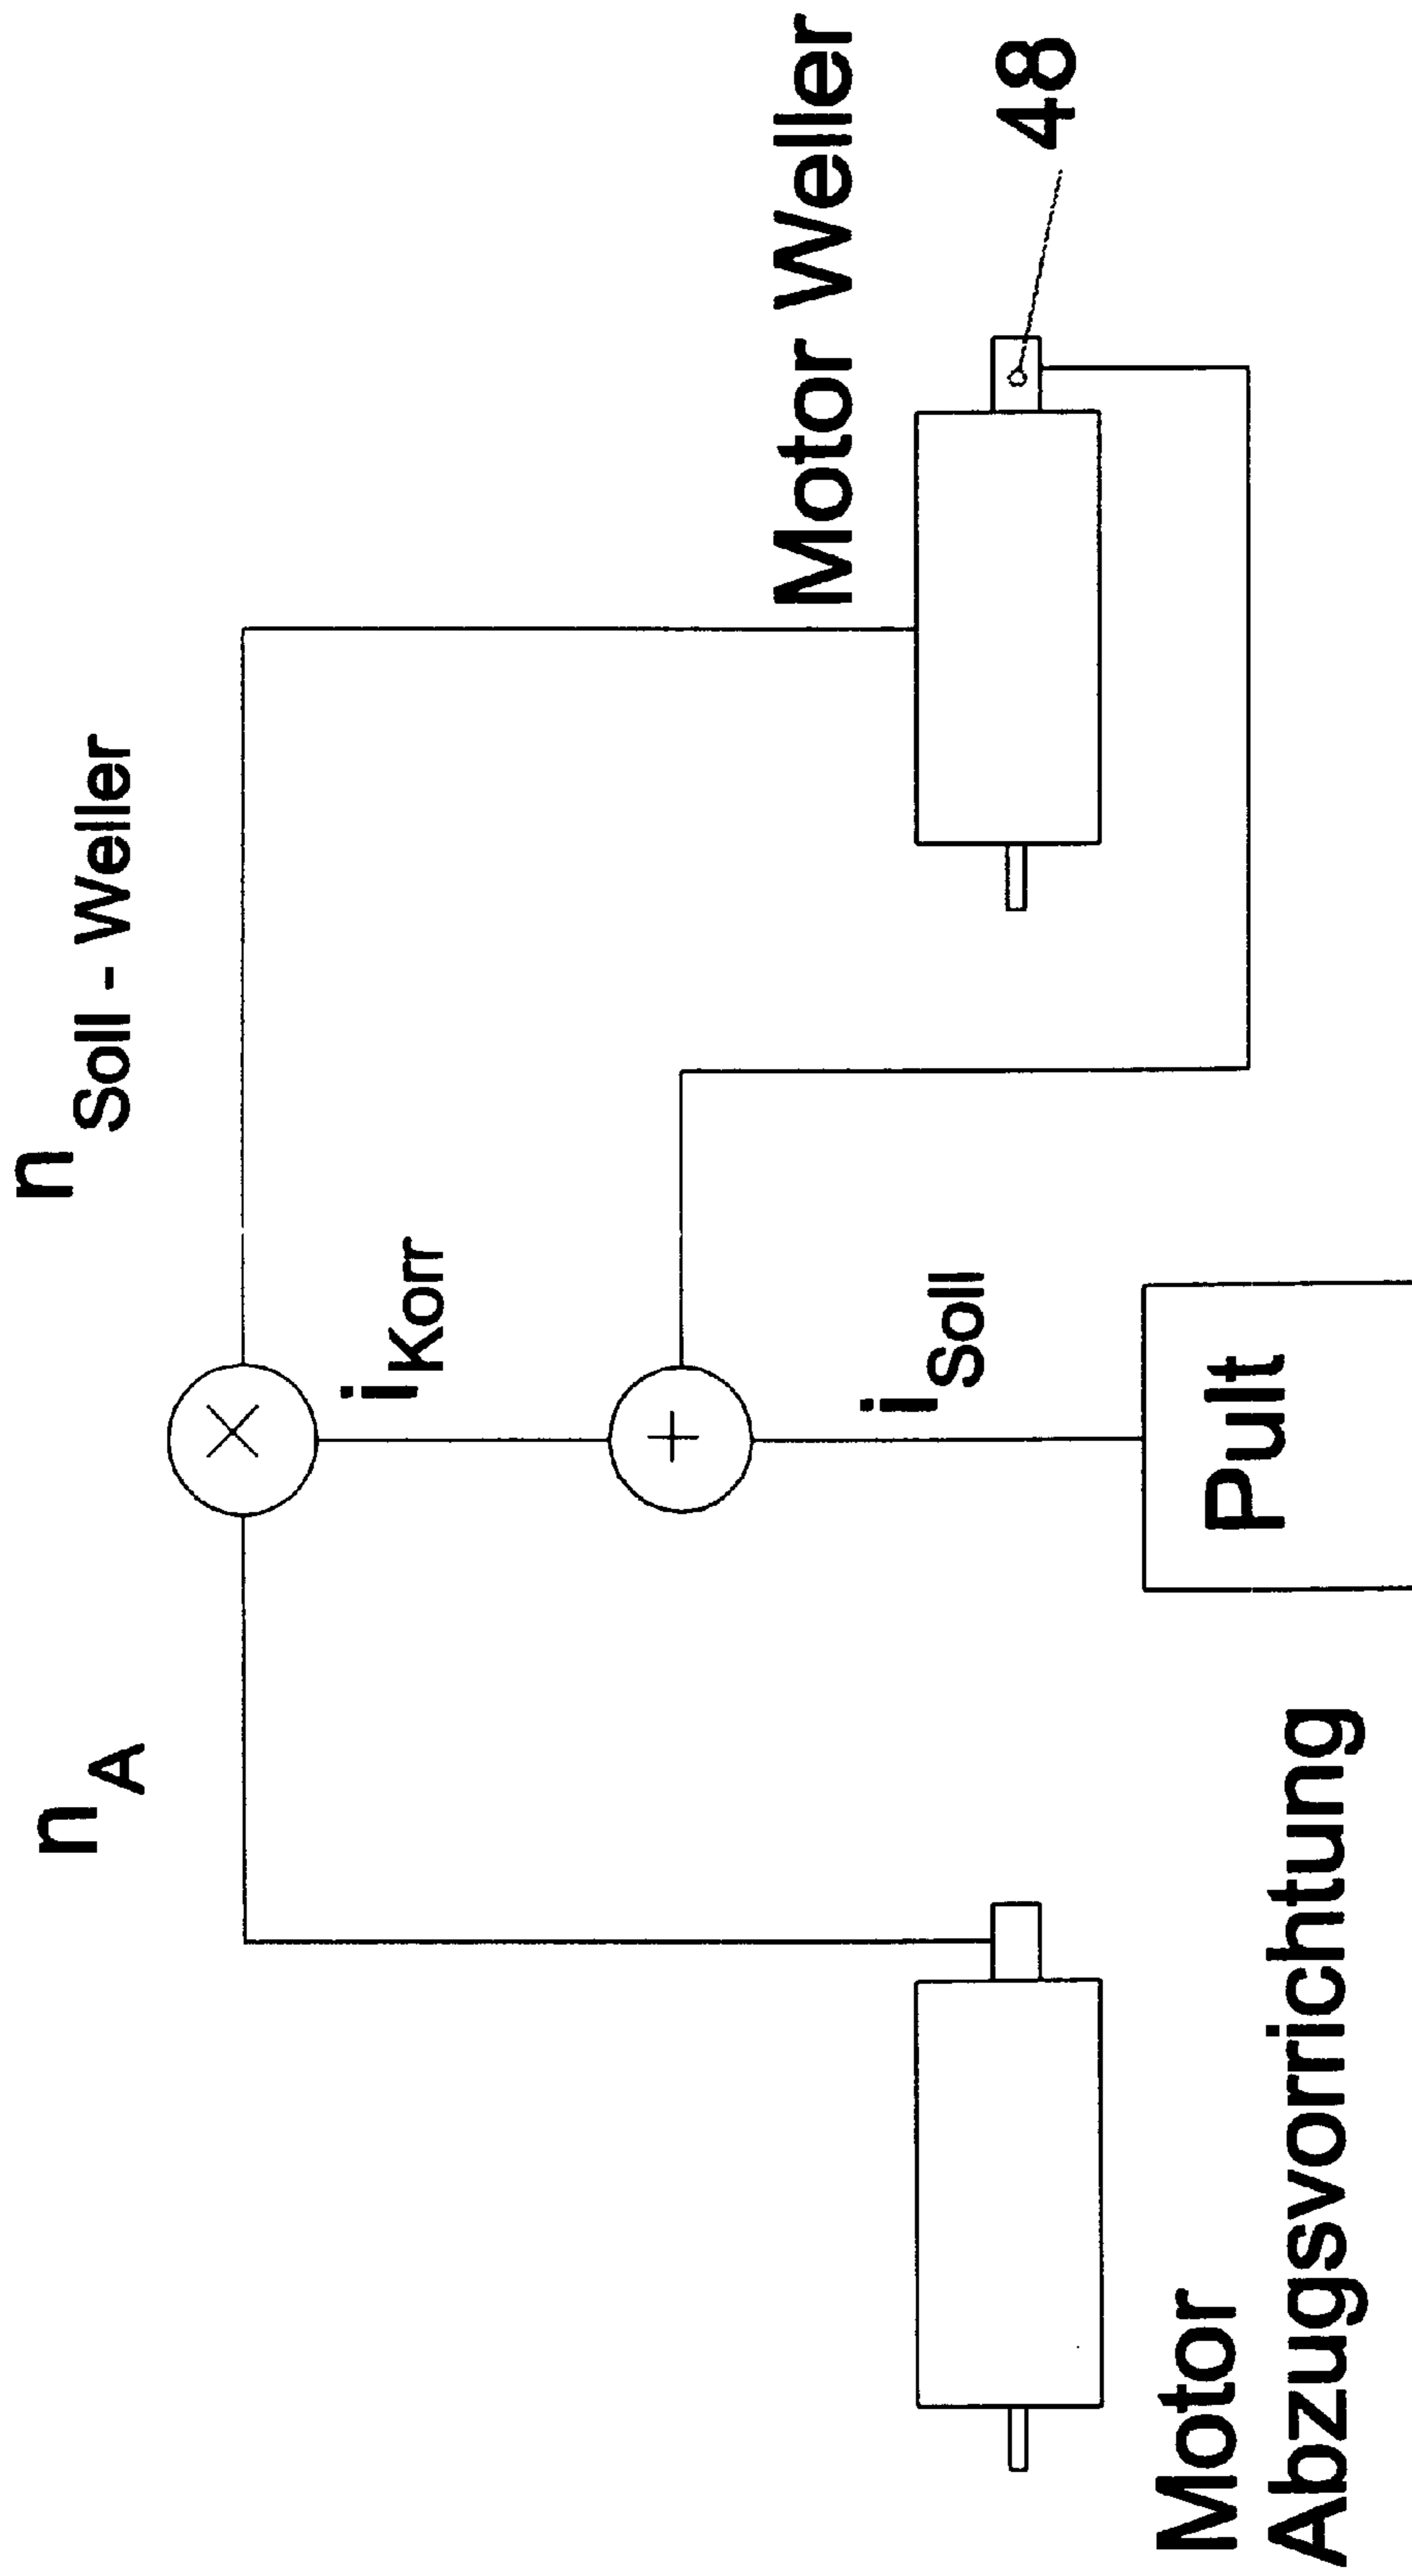 n A
n Soll - Weller
i Korr
Motor Weller
i Soll
48
Motor
Abzugsvorrichtung
Pult